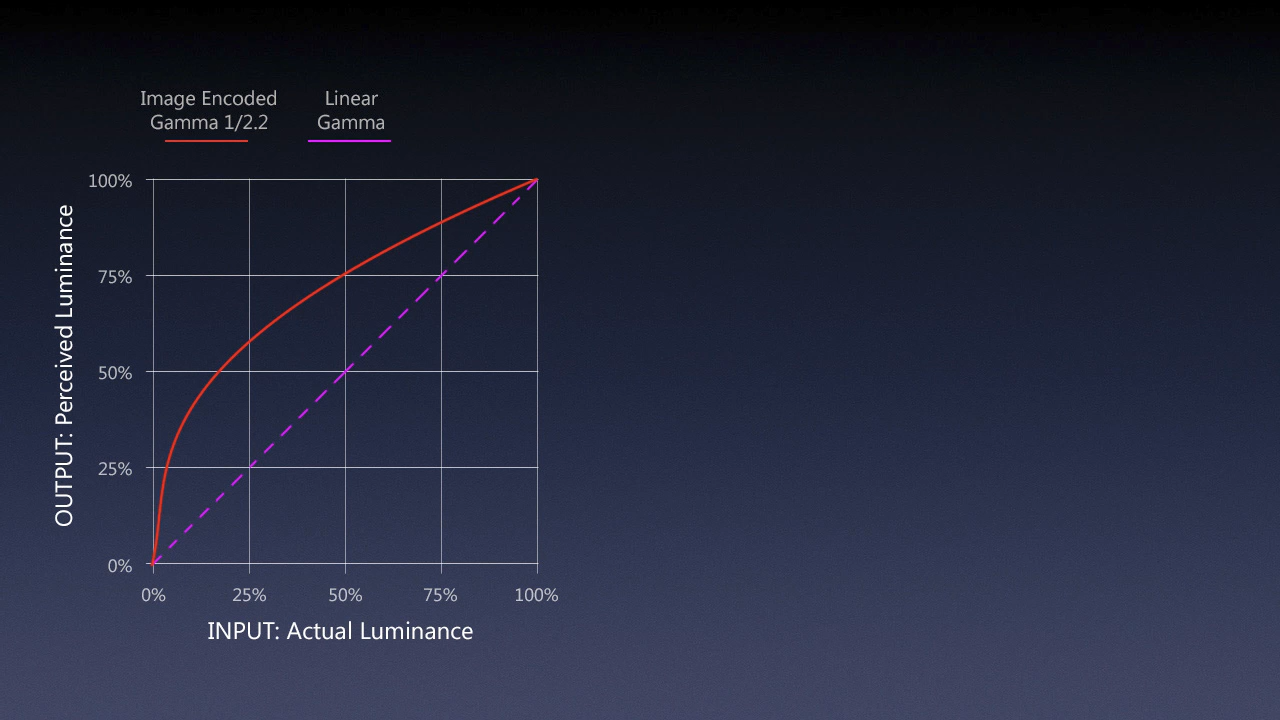 Image Encoded
Gamma 1/2.2
Linear
Gamma
OUTPUT: Perceived Luminance
100%
75%
50%
25%
0%
0% 25% 50% 75% 100%
INPUT: Actual Luminance